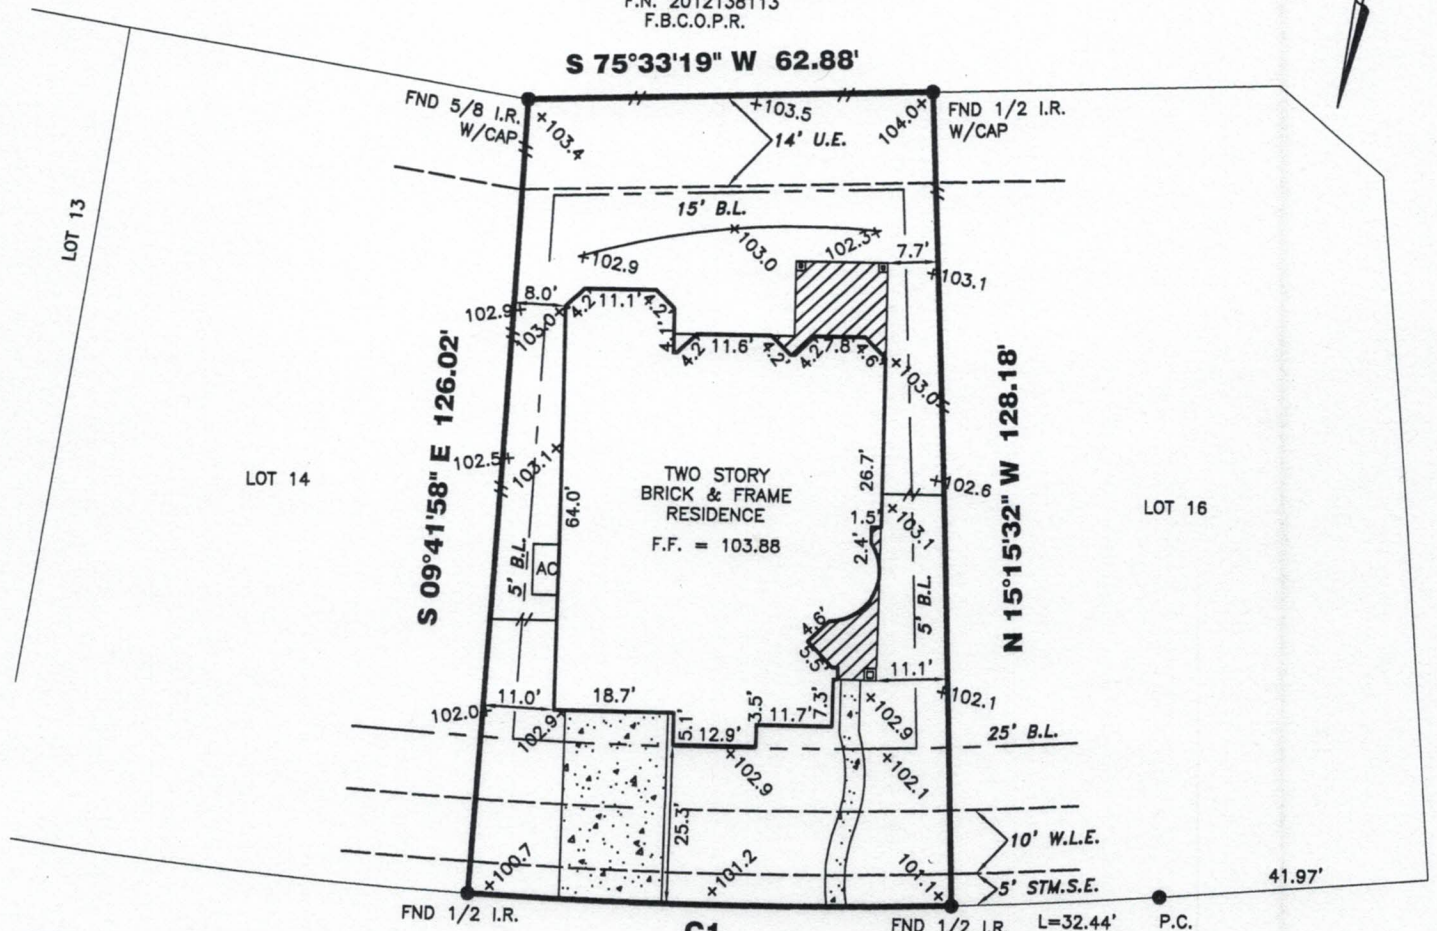 F.N. 2012138113
F.B.C.O.P.R.
S 75°33'19" W 62.88'
FND 5/8 I.R.
W/CAP
+103.4
+103.5
104.0+
FND 1/2 I.R.
W/CAP
14' U.E.
LOT 13
15' B.L.
+102.9
×103.0
102.3+
7.7'
+103.1
8.0'
102.9+
103.0×
4.2'
11.1'
4.2'
4.1'
4.2'
11.6'
4.2'
4.2'
7.8'
4.6'
×103.0
S 09°41'58" E 126.02'
N 15°15'32" W 128.18'
102.5+
103.1×
LOT 14
64.0'
TWO STORY
BRICK & FRAME
RESIDENCE
F.F. = 103.88
26.7'
+102.6
×103.1
LOT 16
1.5'
2.4'
5' B.L.
AC
5' B.L.
4.6'
5.5'
11.1'
+102.1
11.0'
18.7'
102.0+
102.9×
5.1'
12.9'
3.5'
11.7'
7.3'
×102.9
25' B.L.
×102.9
×102.1
25.3'
10' W.L.E.
+100.7
+101.2
101.1×
5' STM.S.E.
41.97'
FND 1/2 I.R.
C1
FND 1/2 I.R.
L=32.44'
P.C.